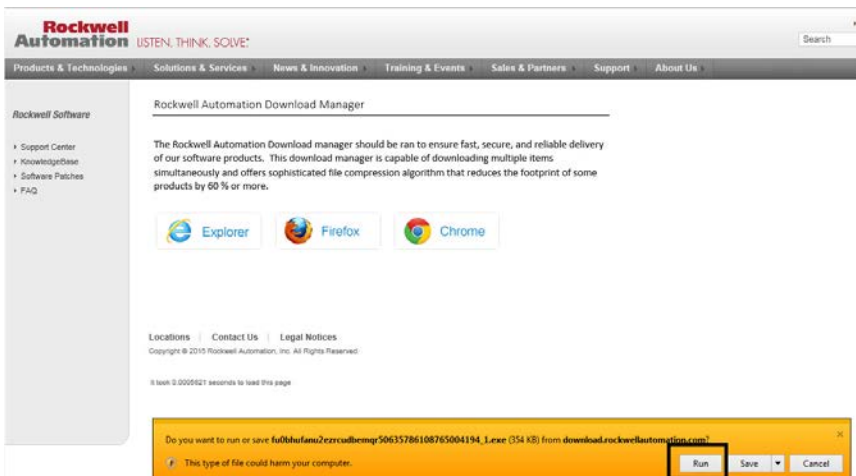 Rockwell
Automation LISTEN. THINK. SOLVE.®
Search
Products & Technologies Solutions & Services News & Innovation Training & Events Sales & Partners Support About Us
Rockwell Software
Support Center
KnowledgeBase
Software Patches
FAQ
Rockwell Automation Download Manager
The Rockwell Automation Download manager should be ran to ensure fast, secure, and reliable delivery
of our software products. This download manager is capable of downloading multiple items
simultaneously and offers sophisticated file compression algorithm that reduces the footprint of some
products by 60 % or more.
Explorer Firefox Chrome
Locations Contact Us Legal Notices
Copyright © 2015 Rockwell Automation, Inc. All Rights Reserved
It took 0.0005621 seconds to load this page
Do you want to run or save fu0bhufanu2ezrcudbemqr50635786108765004194_1.exe (354 KB) from download.rockwellautomation.com?
This type of file could harm your computer.
Run Save Cancel